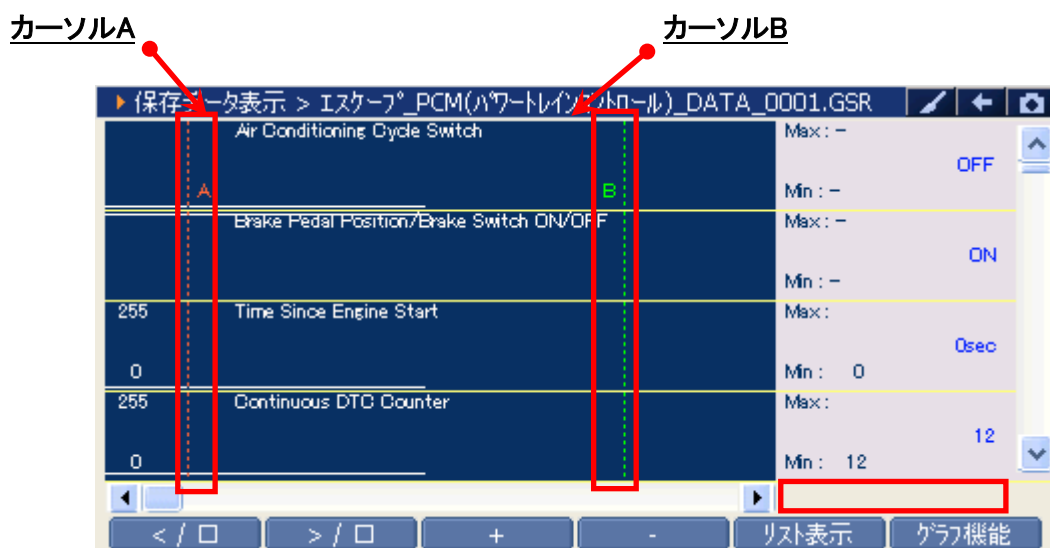 カーソルA
カーソルB
保存データ表示 > エスケープ_PCM(パワートレインコントロール)_DATA_0001.GSR
Air Conditioning Cycle Switch
Max : -
OFF
A
B
Min : -
Brake Pedal Position/Brake Switch ON/OFF
Max : -
ON
Min : -
255
Time Since Engine Start
Max :
0sec
0
Min : 0
255
Continuous DTC Counter
Max :
12
0
Min : 12
< / ロ
> / ロ
+
-
リスト表示
グラフ機能